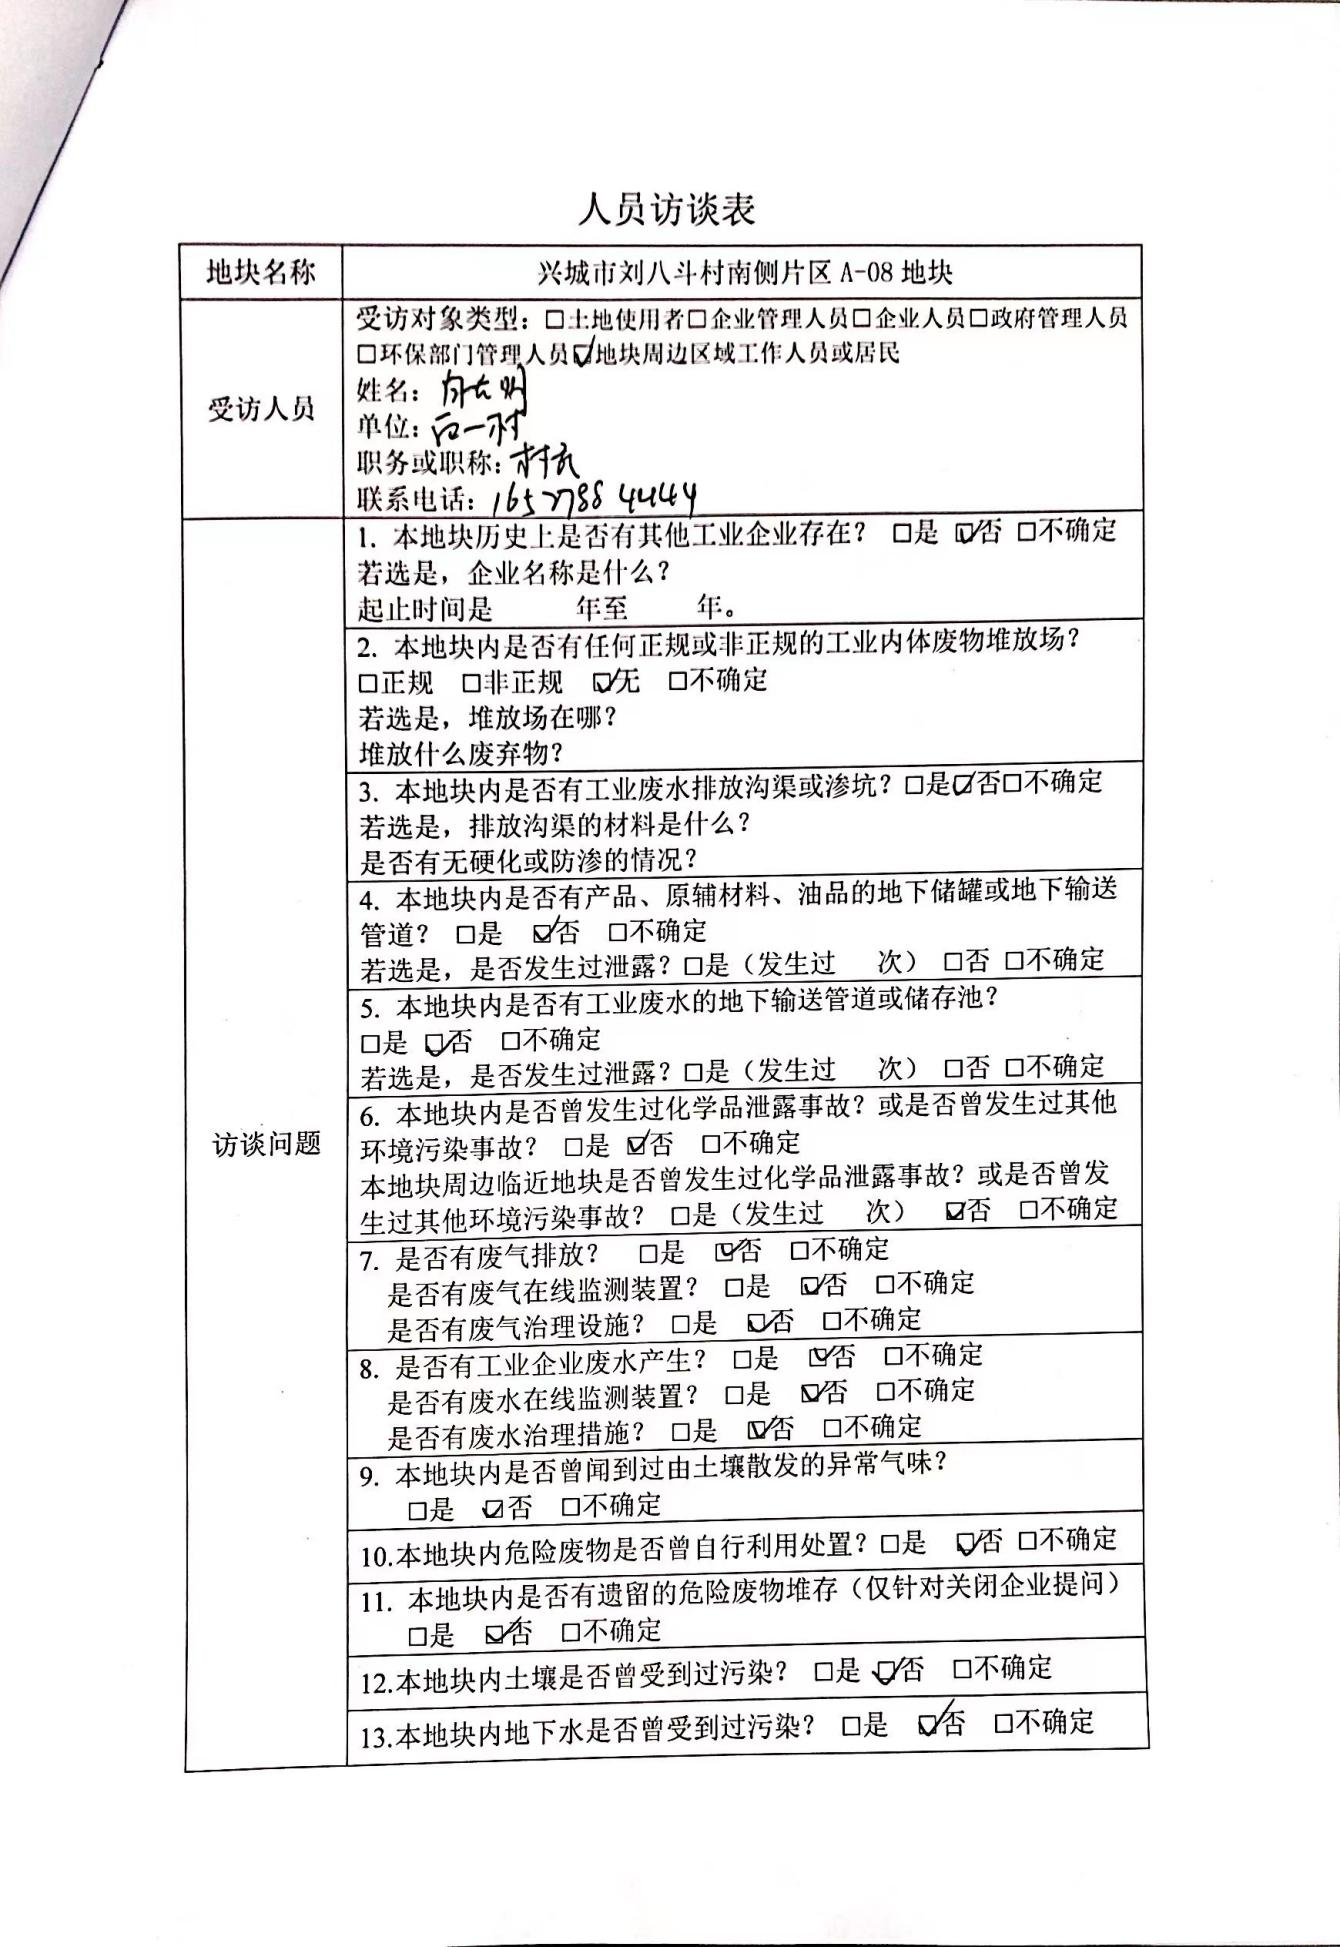 人员访谈表
地块名称
兴城市刘八斗村南侧片区 A-08 地块
受访人员
受访对象类型：□土地使用者□企业管理人员□企业人员□政府管理人员
□环保部门管理人员☑地块周边区域工作人员或居民
姓名：
单位：
职务或职称：村民
联系电话：165 7788 4444
访谈问题
1. 本地块历史上是否有其他工业企业存在？ □是 ☑否 □不确定
若选是，企业名称是什么？
起止时间是 年至 年。
2. 本地块内是否有任何正规或非正规的工业内体废物堆放场？
□正规 □非正规 ☑无 □不确定
若选是，堆放场在哪？
堆放什么废弃物？
3. 本地块内是否有工业废水排放沟渠或渗坑？□是☑否□不确定
若选是，排放沟渠的材料是什么？
是否有无硬化或防渗的情况？
4. 本地块内是否有产品、原辅材料、油品的地下储罐或地下输送
管道？ □是 ☑否 □不确定
若选是，是否发生过泄露？□是（发生过 次） □否 □不确定
5. 本地块内是否有工业废水的地下输送管道或储存池？
□是 ☑否 □不确定
若选是，是否发生过泄露？□是（发生过 次） □否 □不确定
6. 本地块内是否曾发生过化学品泄露事故？或是否曾发生过其他
环境污染事故？ □是 ☑否 □不确定
本地块周边临近地块是否曾发生过化学品泄露事故？或是否曾发
生过其他环境污染事故？ □是（发生过 次） ☑否 □不确定
7. 是否有废气排放？ □是 ☑否 □不确定
是否有废气在线监测装置？ □是 ☑否 □不确定
是否有废气治理设施？ □是 ☑否 □不确定
8. 是否有工业企业废水产生？ □是 ☑否 □不确定
是否有废水在线监测装置？ □是 ☑否 □不确定
是否有废水治理措施？ □是 ☑否 □不确定
9. 本地块内是否曾闻到过由土壤散发的异常气味？
□是 ☑否 □不确定
10.本地块内危险废物是否曾自行利用处置？□是 ☑否 □不确定
11. 本地块内是否有遗留的危险废物堆存（仅针对关闭企业提问）
□是 ☑否 □不确定
12.本地块内土壤是否曾受到过污染？ □是 ☑否 □不确定
13.本地块内地下水是否曾受到过污染？ □是 ☑否 □不确定